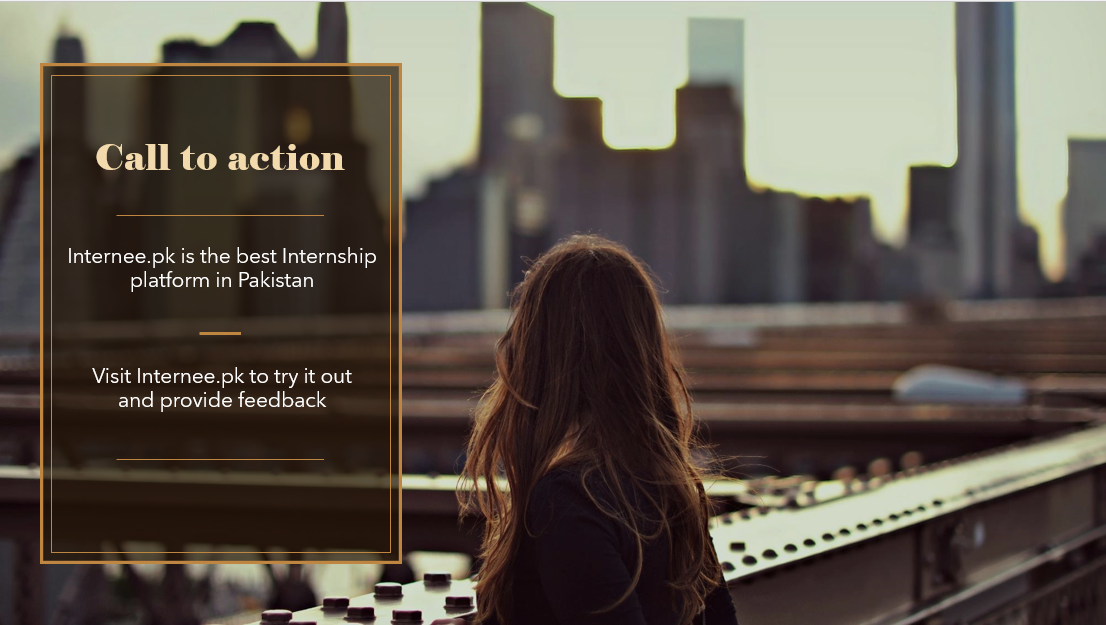 Call to action
Internee.pk is the best Internship
platform in Pakistan
Visit Internee.pk to try it out
and provide feedback